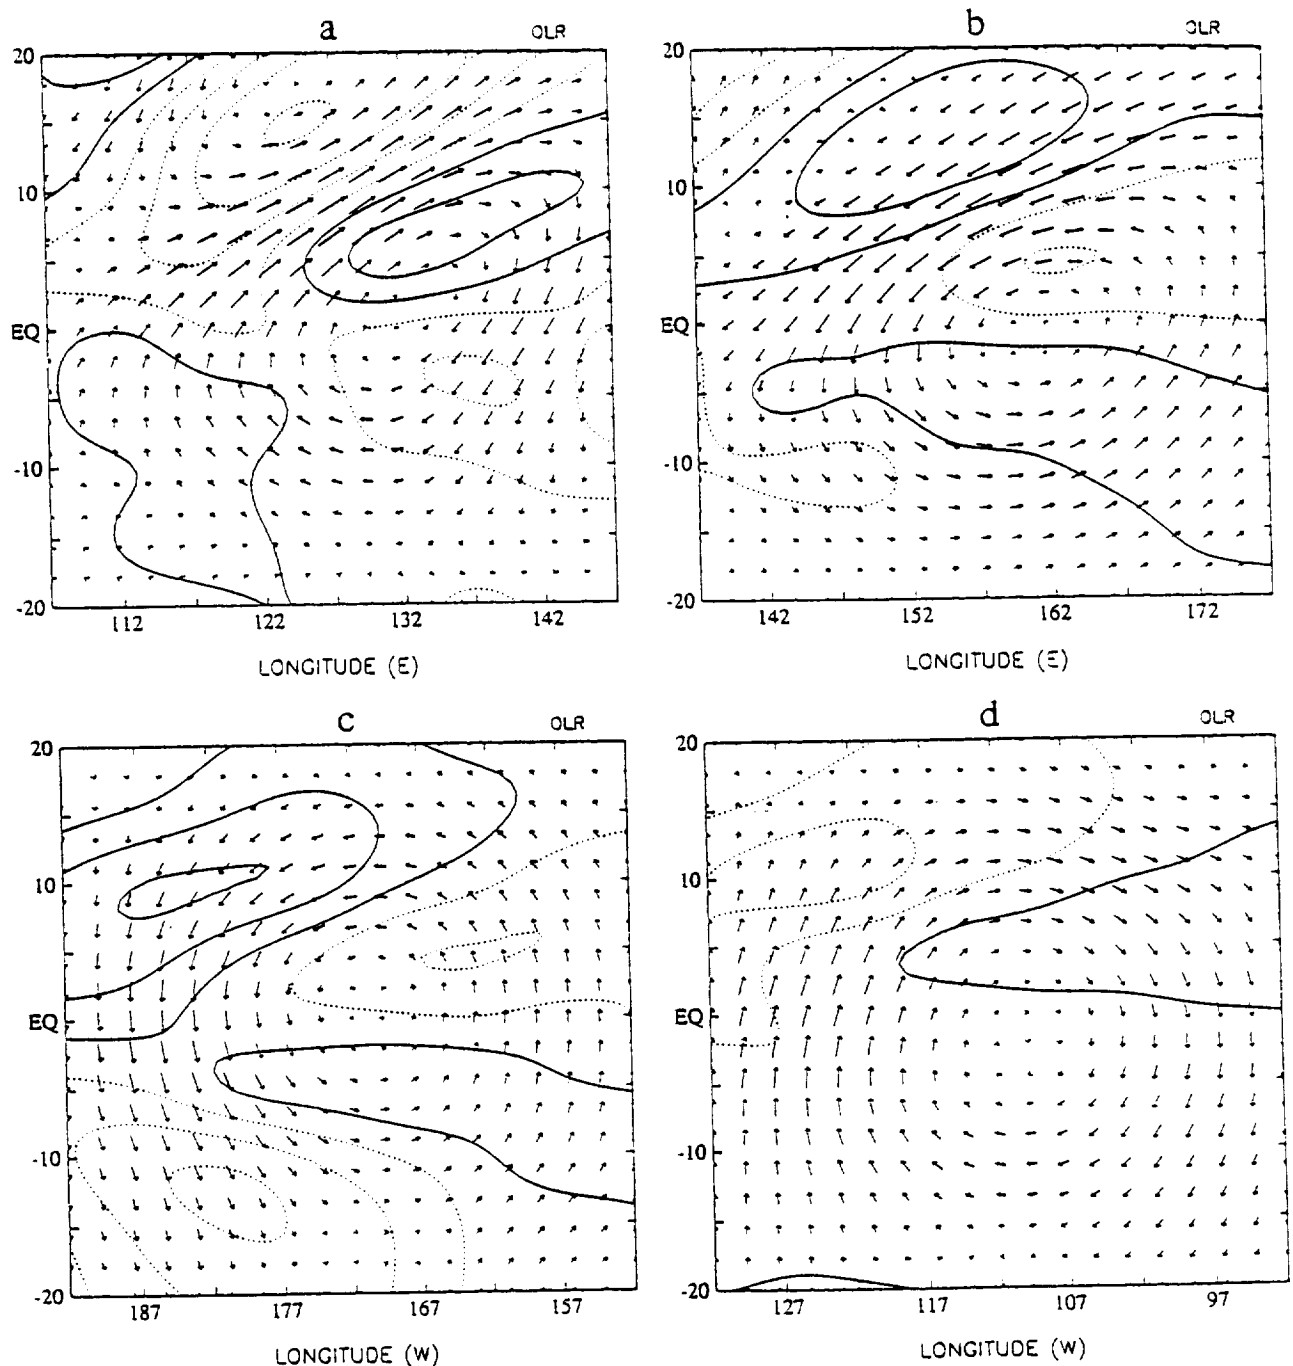 a OLR b OLR
20 20
10 10
EQ EQ
-10 -10
-20 -20
112 122 132 142 142 152 162 172
LONGITUDE (E) LONGITUDE (E)
c OLR d OLR
20 20
10 10
EQ EQ
-10 -10
-20 -20
187 177 167 157 127 117 107 97
LONGITUDE (W) LONGITUDE (W)